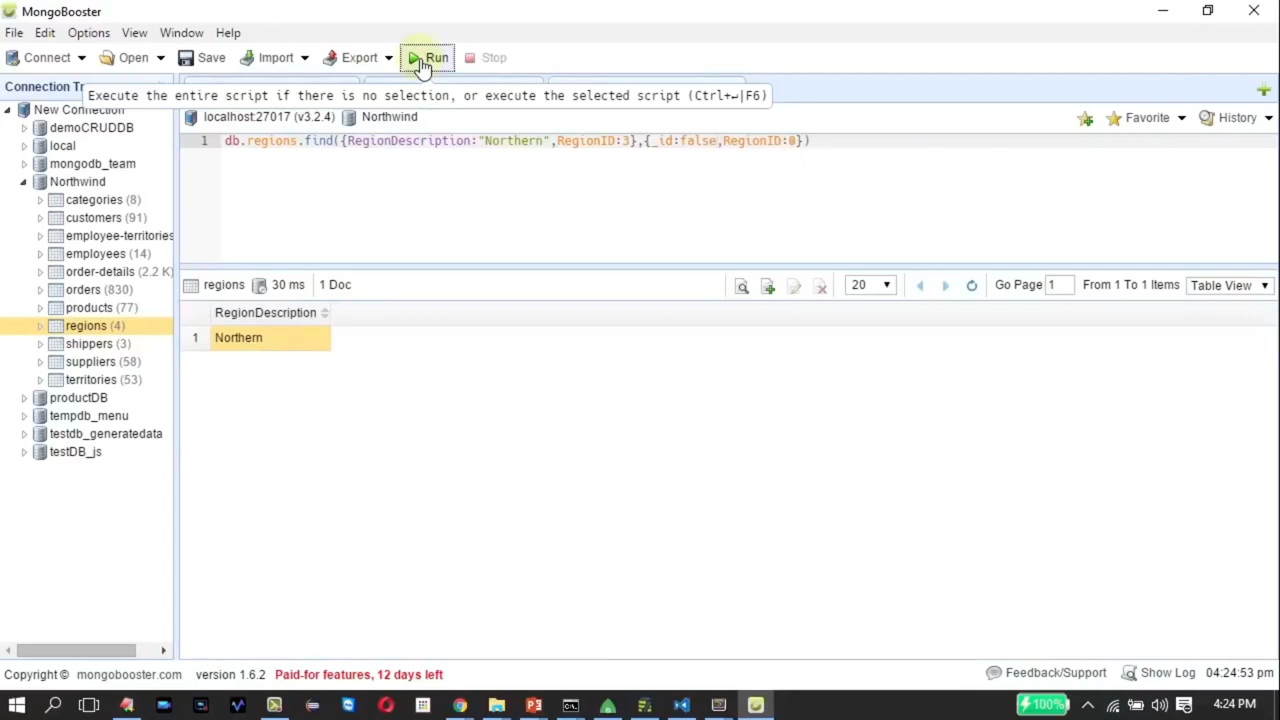 MongoBooster
File Edit Options View Window Help
Connect Open Save Import Export Run Stop
Connection Tr
Execute the entire script if there is no selection, or execute the selected script (Ctrl+↵|F6)
New Connection
localhost:27017 (v3.2.4) Northwind Favorite History
demoCRUDDB
1 db.regions.find({RegionDescription:"Northern",RegionID:3},{_id:false,RegionID:0})
local
mongodb_team
Northwind
categories (8)
customers (91)
employee-territories
employees (14)
order-details (2.2 K)
orders (830)
products (77)
regions (4)
shippers (3)
suppliers (58)
territories (53)
productDB
tempdb_menu
testdb_generatedata
testDB_js
regions 30 ms 1 Doc 20 Go Page 1 From 1 To 1 Items Table View
RegionDescription
1 Northern
Copyright © mongobooster.com version 1.6.2 Paid-for features, 12 days left Feedback/Support Show Log 04:24:53 pm
100% 4:24 PM